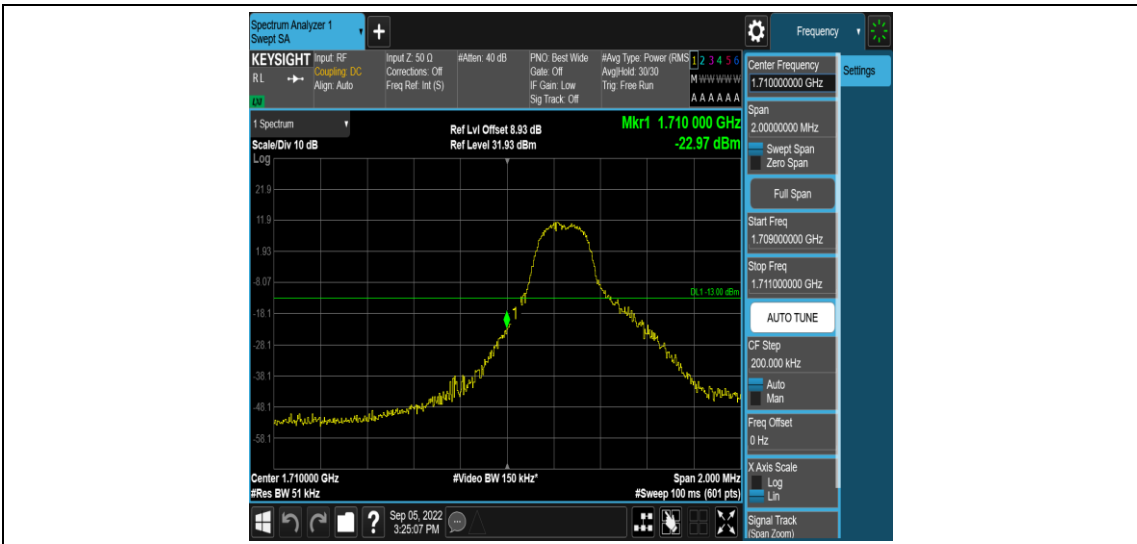 Spectrum Analyzer 1
Swept SA
+
Frequency
KEYSIGHT
RL
LXI
Input: RF
Coupling: DC
Align: Auto
Input Z: 50 Ω
Corrections: Off
Freq Ref: Int (S)
#Atten: 40 dB
PNO: Best Wide
Gate: Off
IF Gain: Low
Sig Track: Off
#Avg Type: Power (RMS
Avg|Hold: 30/30
Trig: Free Run
1 2 3 4 5 6
M W W W W W
A A A A A A
1 Spectrum
Scale/Div 10 dB
Log
Ref Lvl Offset 8.93 dB
Ref Level 31.93 dBm
Mkr1 1.710 000 GHz
-22.97 dBm
21.9
11.9
1.93
-8.07
-18.1
-28.1
-38.1
-48.1
-58.1
DL1 -13.00 dBm
1
Center 1.71000 GHz
#Res BW 51 kHz
#Video BW 150 kHz*
Span 2.000 MHz
#Sweep 100 ms (601 pts)
?
Sep 05, 2022
3:25:07 PM
Center Frequency
1.710000000 GHz
Settings
Span
2.00000000 MHz
Swept Span
Zero Span
Full Span
Start Freq
1.709000000 GHz
Stop Freq
1.711000000 GHz
AUTO TUNE
CF Step
200.000 kHz
Auto
Man
Freq Offset
0 Hz
X Axis Scale
Log
Lin
Signal Track
(Span Zoom)